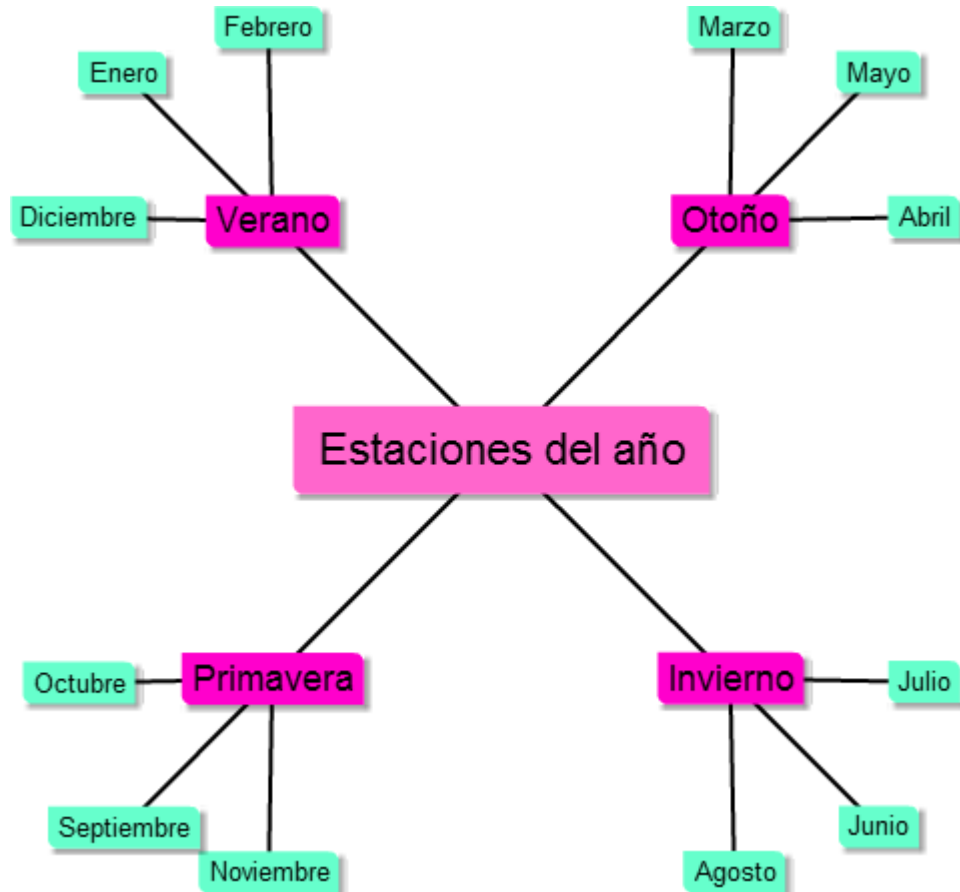 Febrero
Marzo
Enero
Mayo
Diciembre
Verano
Otoño
Abril
Estaciones del año
Octubre
Primavera
Invierno
Julio
Septiembre
Junio
Noviembre
Agosto